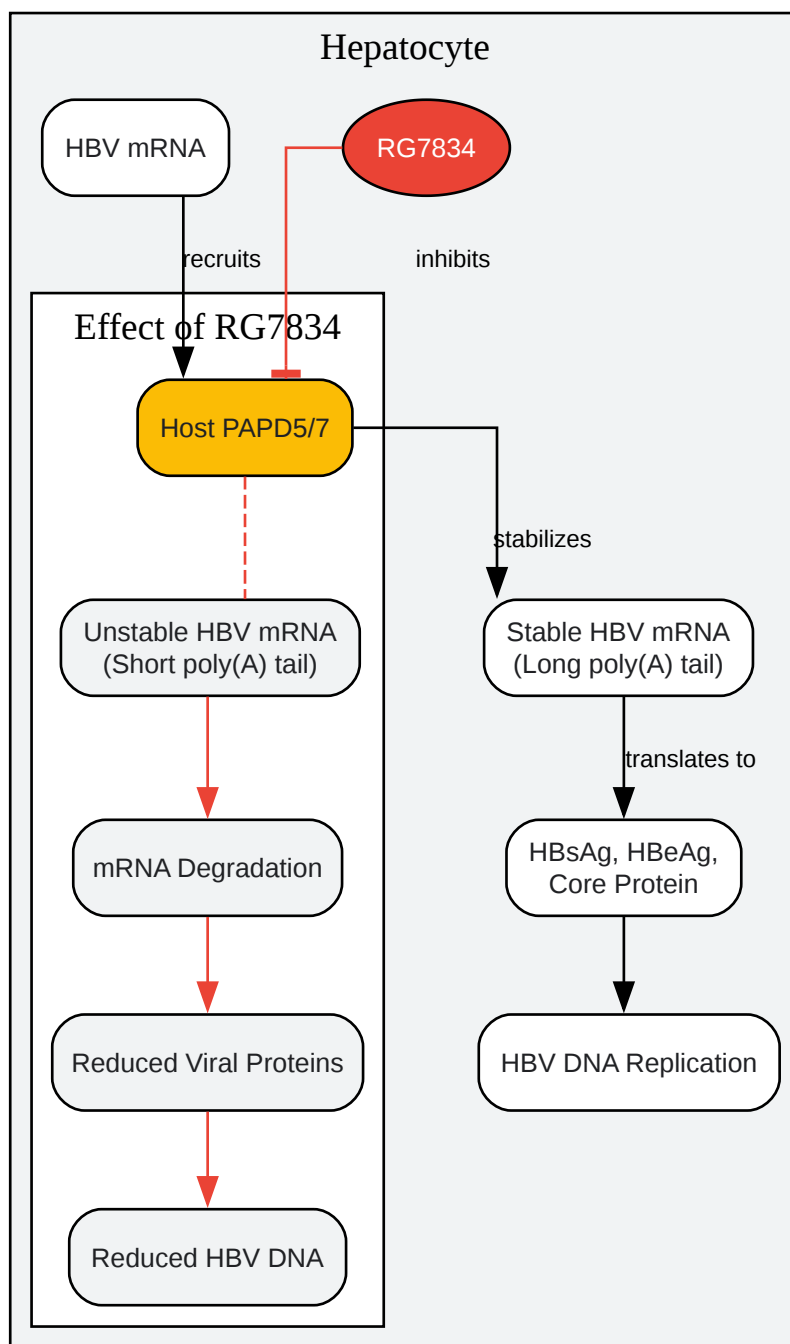 Hepatocyte
HBV mRNA
RG7834
recruits
inhibits
Effect of RG7834
Host PAPD5/7
stabilizes
Unstable HBV mRNA
(Short poly(A) tail)
Stable HBV mRNA
(Long poly(A) tail)
translates to
mRNA Degradation
HBsAg, HBeAg,
Core Protein
Reduced Viral Proteins
HBV DNA Replication
Reduced HBV DNA